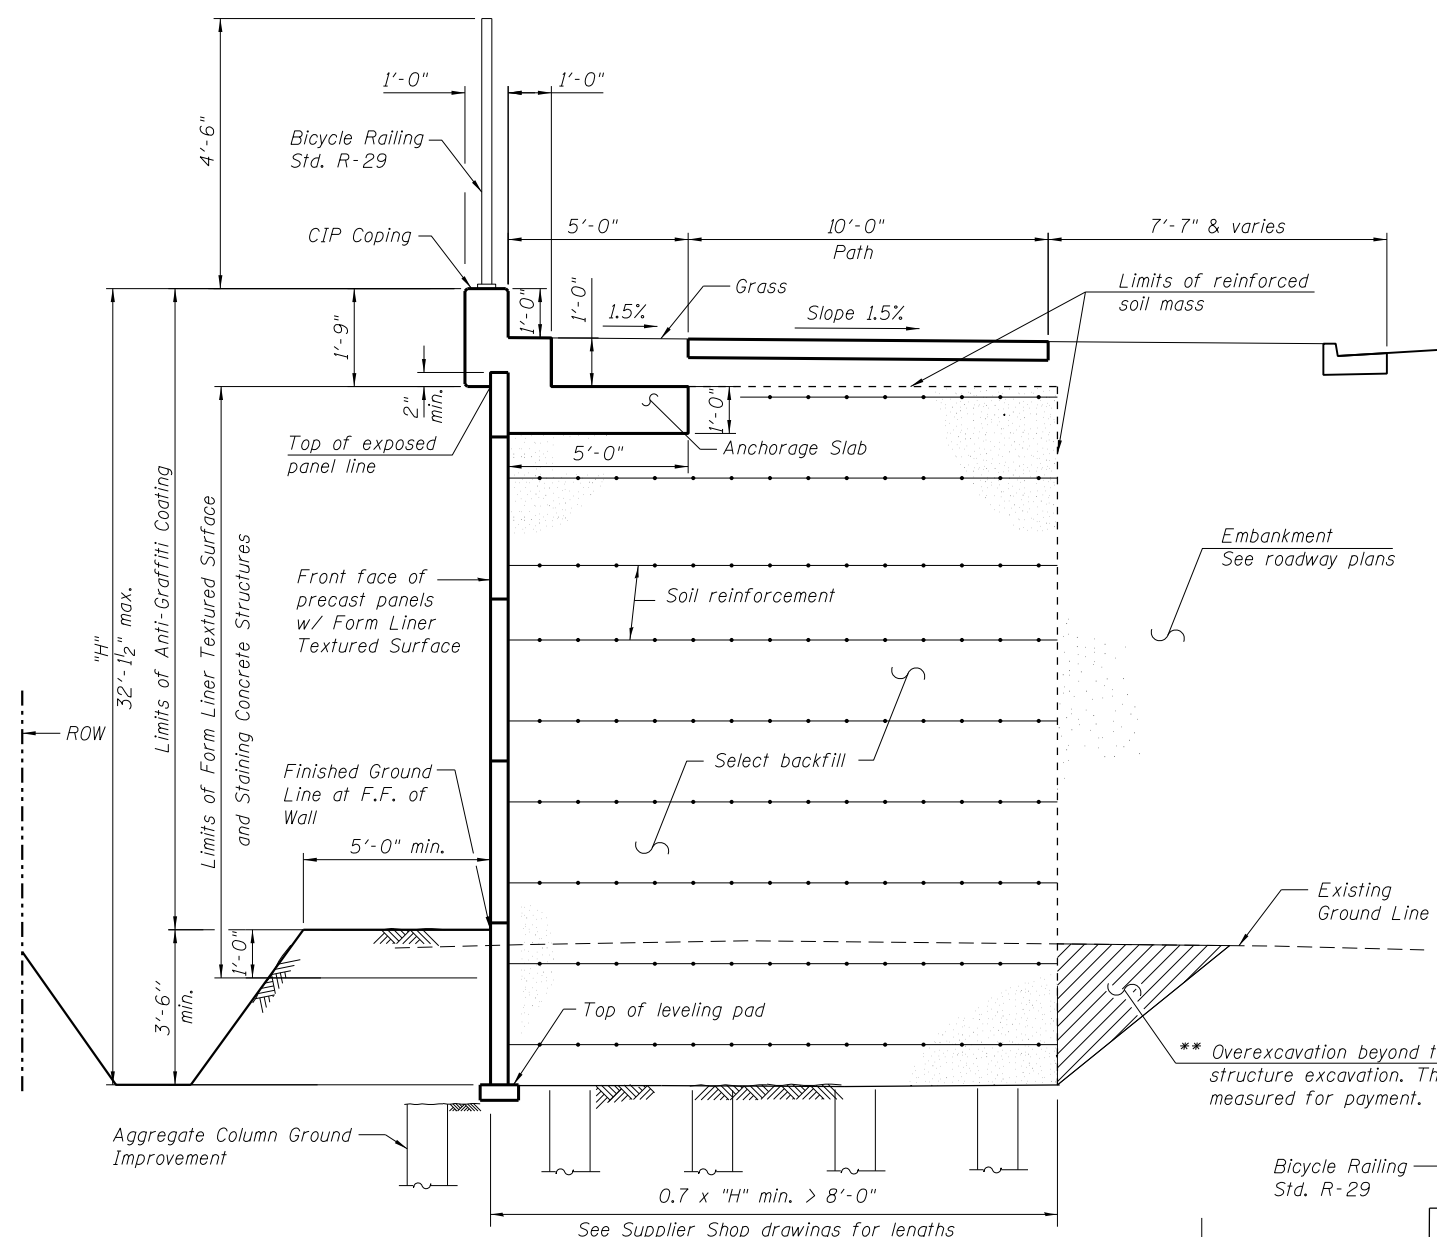 1'-0"
1'-0"
4'-6"
Bicycle Railing
Std. R-29
CIP Coping
5'-0"
10'-0"
Path
7'-7" & varies
Grass
Limits of reinforced
soil mass
1'-0"
1'-0"
1.5%
Slope 1.5%
1'-9"
2"
min.
1'-0"
Top of exposed
panel line
Anchorage Slab
5'-0"
Limits of Anti-Graffiti Coating
Limits of Form Liner Textured Surface
and Staining Concrete Structures
"H"
32'-1½" max.
Front face of
precast panels
w/ Form Liner
Textured Surface
Soil reinforcement
Embankment
See roadway plans
ROW
Select backfill
Finished Ground
Line at F.F. of
Wall
5'-0" min.
Existing
Ground Line
1'-0"
3'-6"
min.
Top of leveling pad
** Overexcavation beyond t
structure excavation. Th
measured for payment.
Aggregate Column Ground
Improvement
0.7 x "H" min. > 8'-0"
See Supplier Shop drawings for lengths
Bicycle Railing
Std. R-29